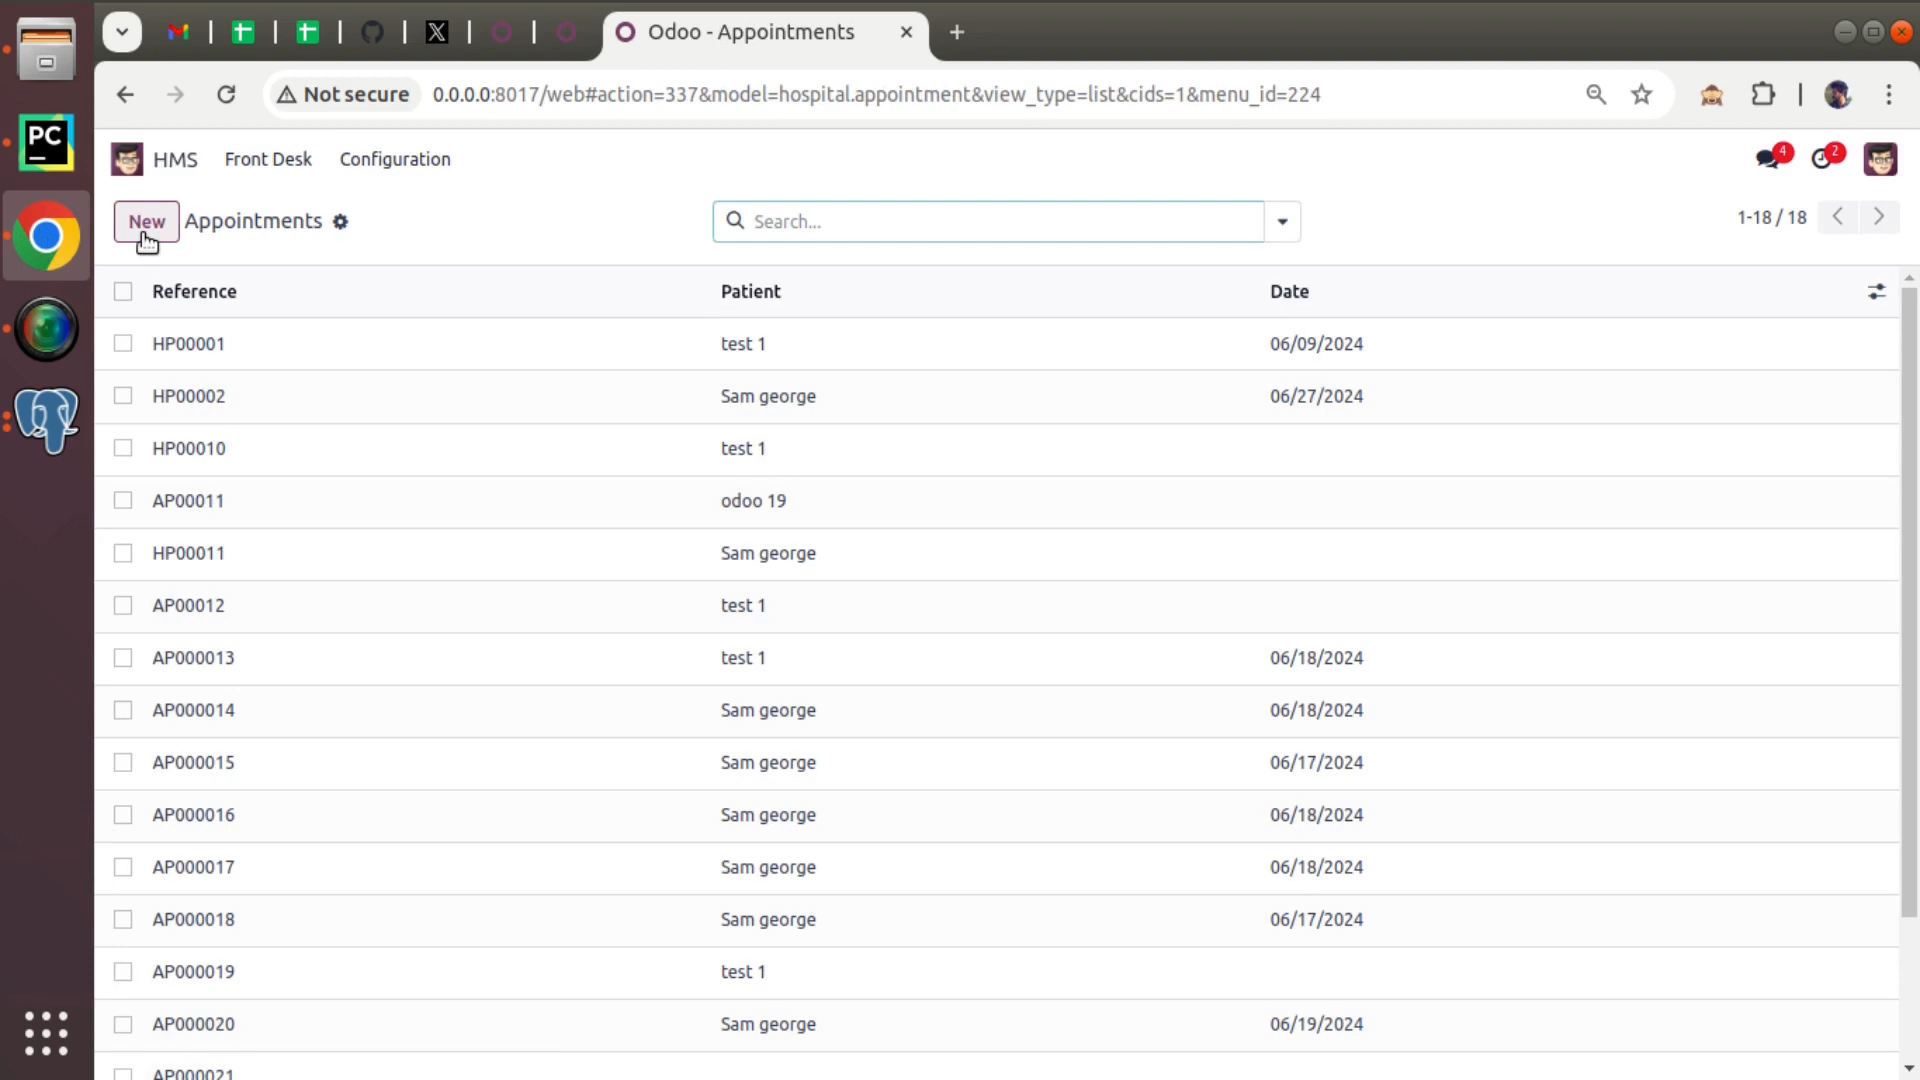 Odoo - Appointments
Not secure
0.0.0.0:8017/web#action=337&model=hospital.appointment&view_type=list&cids=1&menu_id=224
PC
HMS Front Desk Configuration
4 2
New Appointments
Search...
1-18 / 18
Reference Patient Date
HP00001 test 1 06/09/2024
HP00002 Sam george 06/27/2024
HP00010 test 1
AP00011 odoo 19
HP00011 Sam george
AP00012 test 1
AP000013 test 1 06/18/2024
AP000014 Sam george 06/18/2024
AP000015 Sam george 06/17/2024
AP000016 Sam george 06/18/2024
AP000017 Sam george 06/18/2024
AP000018 Sam george 06/17/2024
AP000019 test 1
AP000020 Sam george 06/19/2024
AP000021